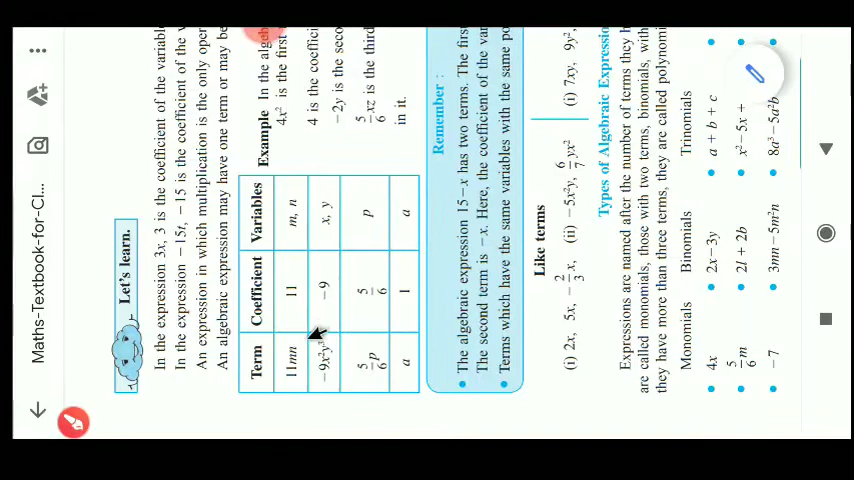 Maths-Textbook-for-Cl...
Let's learn.
In the expression 3x, 3 is the coefficient of the variable
In the expression −15t, −15 is the coefficient of the v
An expression in which multiplication is the only oper
An algebraic expression may have one term or may be
Term Coefficient Variables
11mn 11 m, n
−9x²y³ −9 x, y
5/6 p 5/6 p
a 1 a
Example In the algeb
4x² is the first
4 is the coeffici
−2y is the seco
5/6 xz is the third
in it.
Remember :
• The algebraic expression 15−x has two terms. The first
The second term is −x. Here, the coefficient of the var
• Terms which have the same variables with the same po
Like terms
(i) 2x, 5x, −2/3 x, (ii) −5x²y, 6/7 yx²
(i) 7xy, 9y²,
Types of Algebraic Expressio
Expressions are named after the number of terms they h
are called monomials, those with two terms, binomials, with
they have more than three terms, they are called polynomi
Monomials Binomials Trinomials
• 4x • 2x−3y • a + b + c •
• 5/6 m • 2l + 2b • x²−5x + •
• −7 • 3mn−5m²n • 8a³−5a²b